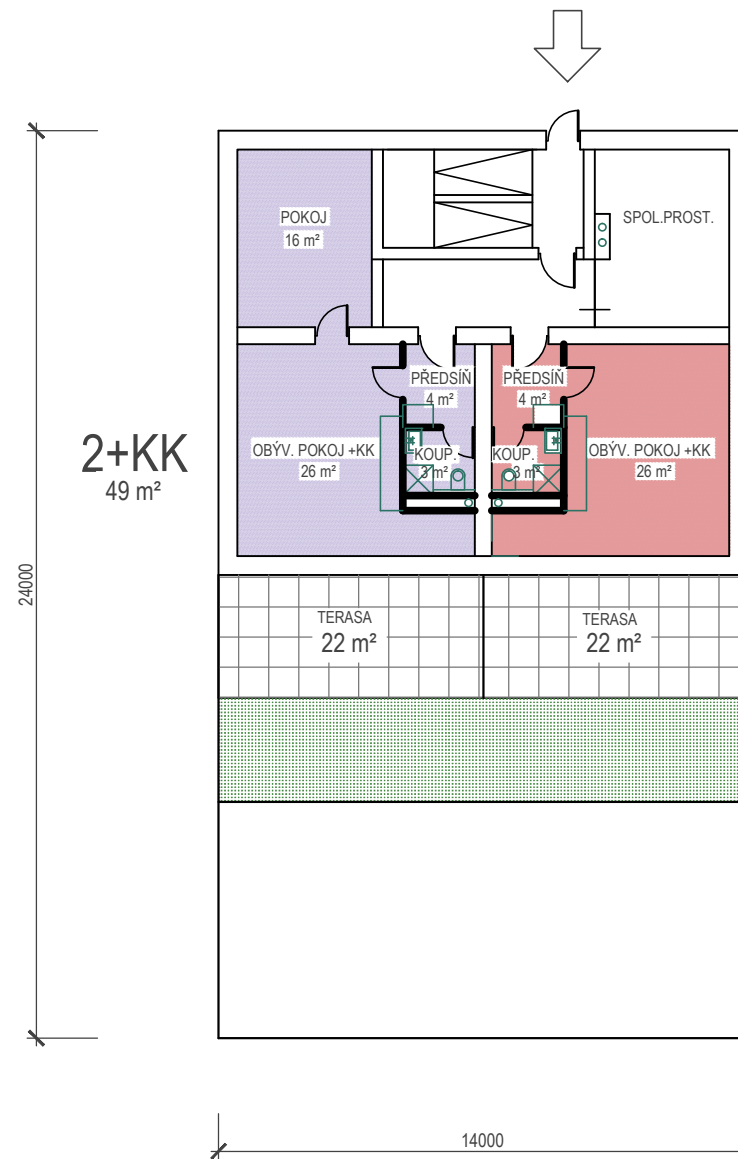 POKOJ
16 m²
SPOL.PROST.
PŘEDSÍŇ
4 m²
PŘEDSÍŇ
4 m²
2+KK
49 m²
OBÝV. POKOJ +KK
26 m²
KOUP.
3 m²
KOUP.
3 m²
OBÝV. POKOJ +KK
26 m²
24000
TERASA
22 m²
TERASA
22 m²
14000